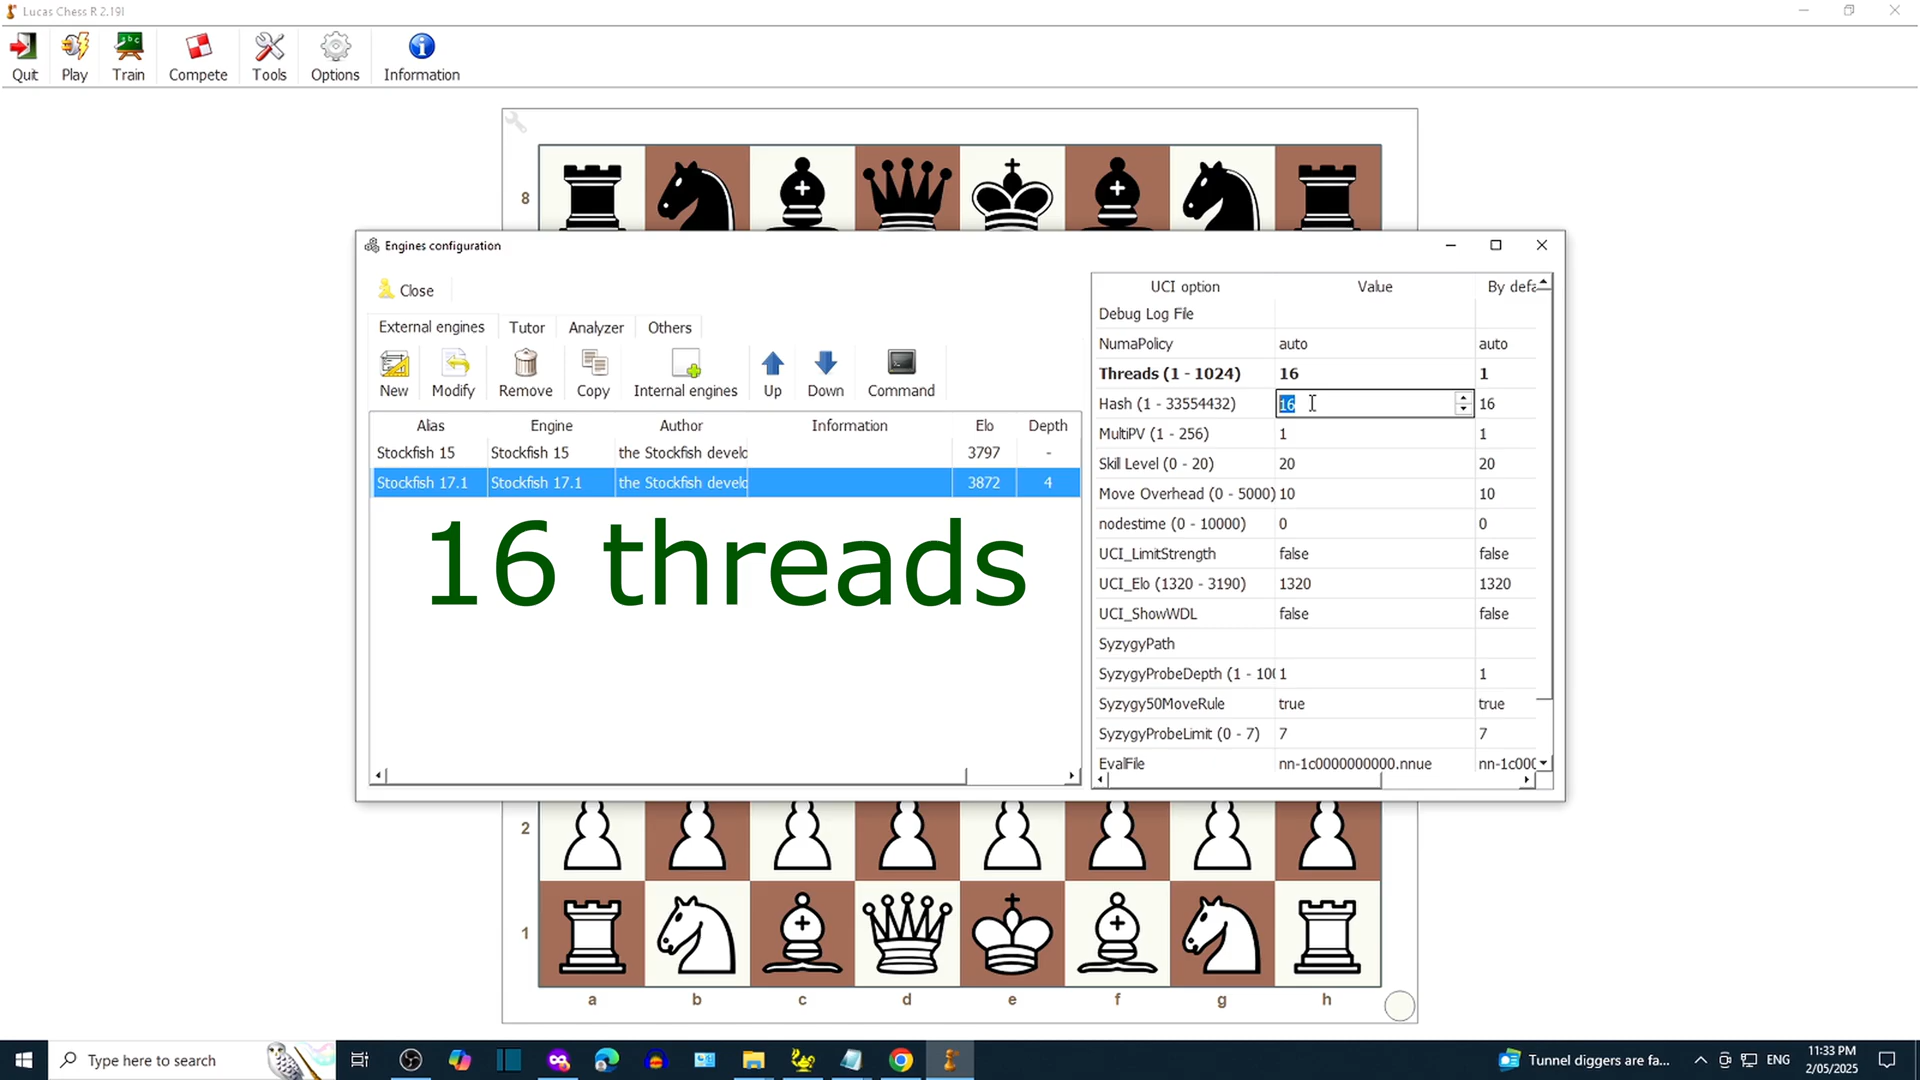 Lucas Chess R 2.19l
Quit
Play
Train
Compete
Tools
Options
Information
8
Engines configuration
Close
External engines
Tutor
Analyzer
Others
New
Modify
Remove
Copy
Internal engines
Up
Down
Command
Alias Engine Author Information Elo Depth
Stockfish 15 Stockfish 15 the Stockfish develo 3797 -
Stockfish 17.1 Stockfish 17.1 the Stockfish develo 3872 4
16 threads
UCI option Value By defa
Debug Log File
NumaPolicy auto auto
Threads (1 - 1024) 16 1
Hash (1 - 33554432) 16 16
MultiPV (1 - 256) 1 1
Skill Level (0 - 20) 20 20
Move Overhead (0 - 5000) 10 10
nodestime (0 - 10000) 0 0
UCI_LimitStrength false false
UCI_Elo (1320 - 3190) 1320 1320
UCI_ShowWDL false false
SyzygyPath
SyzygyProbeDepth (1 - 10 1 1
Syzygy50MoveRule true true
SyzygyProbeLimit (0 - 7) 7 7
EvalFile nn-1c0000000000.nnue nn-1c000
2
1
a b c d e f g h
Type here to search
Tunnel diggers are fa...
ENG
11:33 PM
2/05/2025